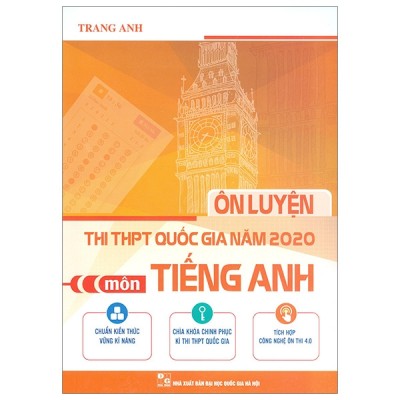 TRANG ANH
ÔN LUYỆN
THI THPT QUỐC GIA NĂM 2020
môn TIẾNG ANH
CHUẨN KIẾN THỨC
VỮNG KĨ NĂNG
CHÌA KHÓA CHINH PHỤC
KÌ THI THPT QUỐC GIA
TÍCH HỢP
CÔNG NGHỆ ÔN THI 4.0
NHÀ XUẤT BẢN ĐẠI HỌC QUỐC GIA HÀ NỘI